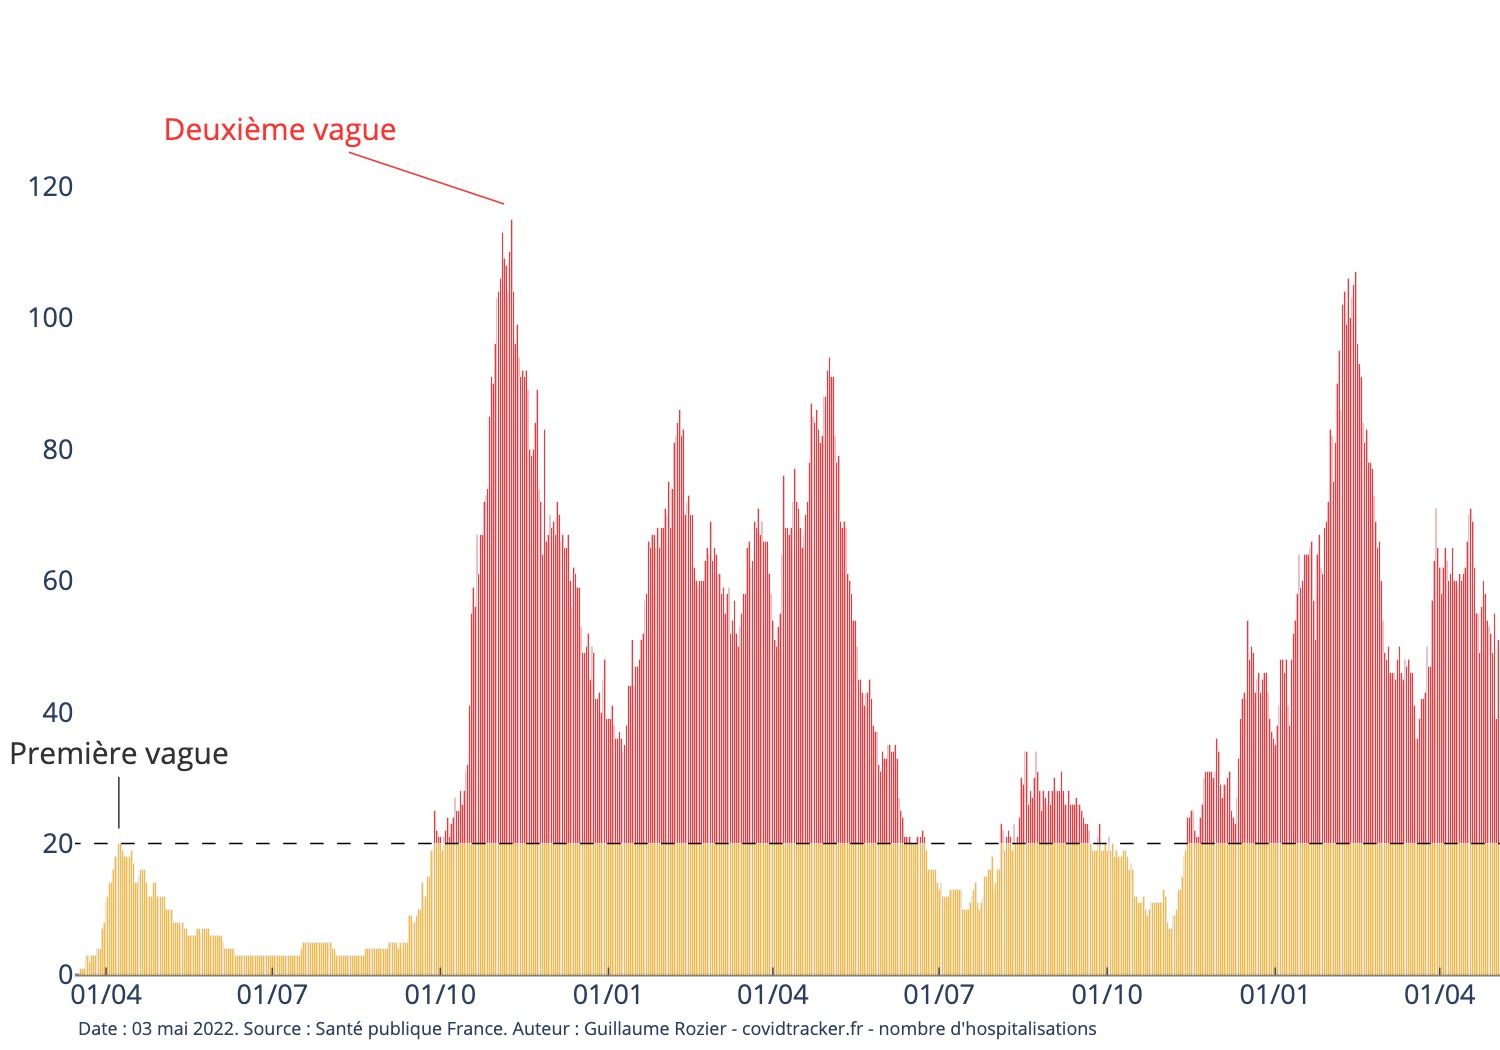 Deuxième vague
120
100
80
60
40
Première vague
20
0
01/04 01/07 01/10 01/01 01/04 01/07 01/10 01/01 01/04
Date : 03 mai 2022. Source : Santé publique France. Auteur : Guillaume Rozier - covidtracker.fr - nombre d'hospitalisations